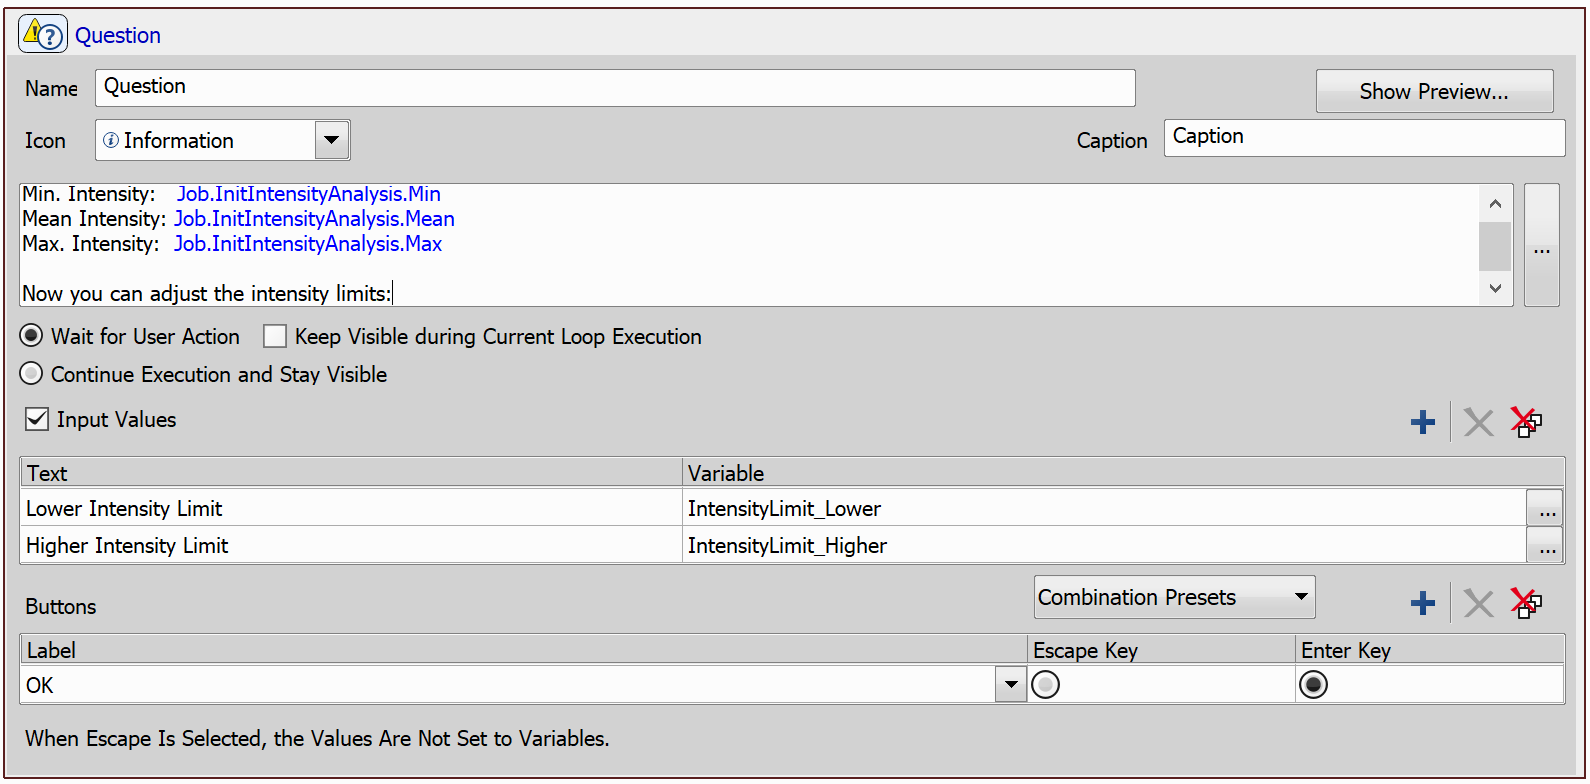 Question
Name Question Show Preview...
Icon Information Caption Caption
Min. Intensity: Job.InitIntensityAnalysis.Min
Mean Intensity: Job.InitIntensityAnalysis.Mean
Max. Intensity: Job.InitIntensityAnalysis.Max
...
Now you can adjust the intensity limits:
Wait for User Action Keep Visible during Current Loop Execution
Continue Execution and Stay Visible
Input Values
Text Variable
Lower Intensity Limit IntensityLimit_Lower ...
Higher Intensity Limit IntensityLimit_Higher ...
Buttons Combination Presets
Label Escape Key Enter Key
OK
When Escape Is Selected, the Values Are Not Set to Variables.